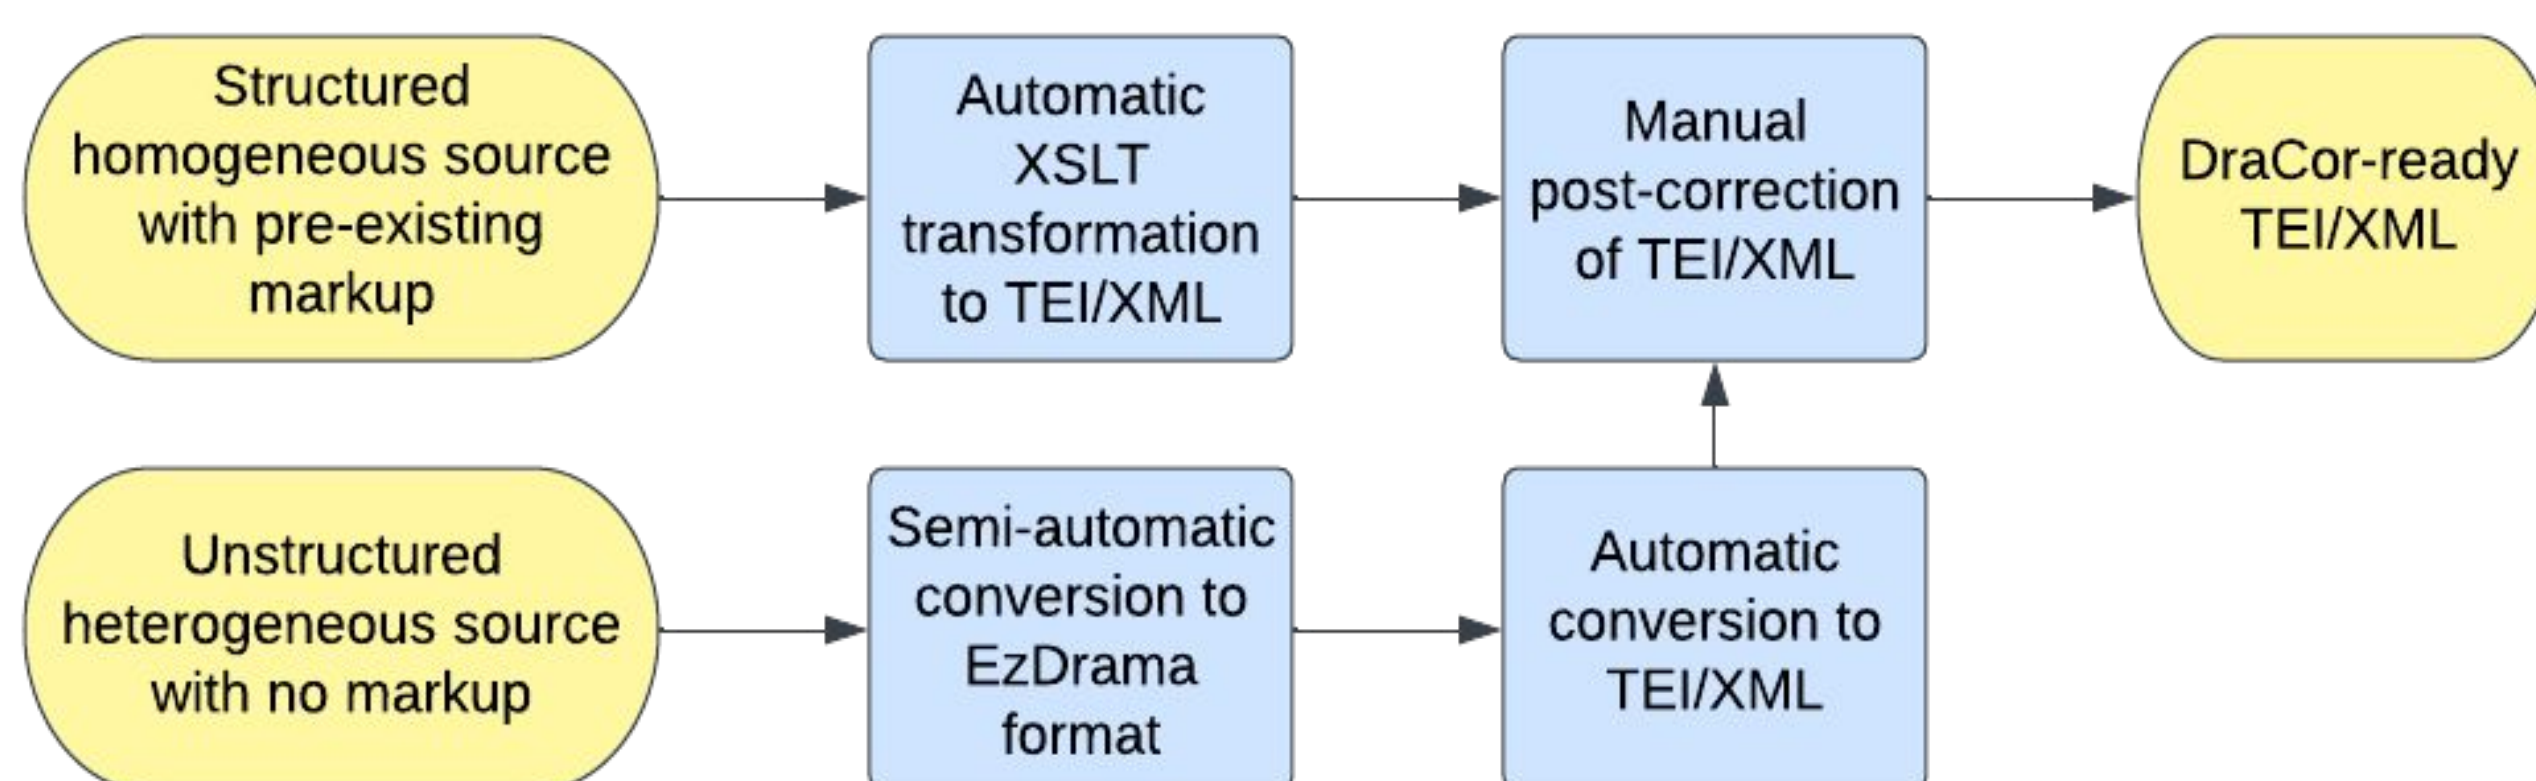 Structured
homogeneous source
with pre-existing
markup
Automatic
XSLT
transformation
to TEI/XML
Manual
post-correction
of TEI/XML
DraCor-ready
TEI/XML
Unstructured
heterogeneous source
with no markup
Semi-automatic
conversion to
EzDrama
format
Automatic
conversion to
TEI/XML